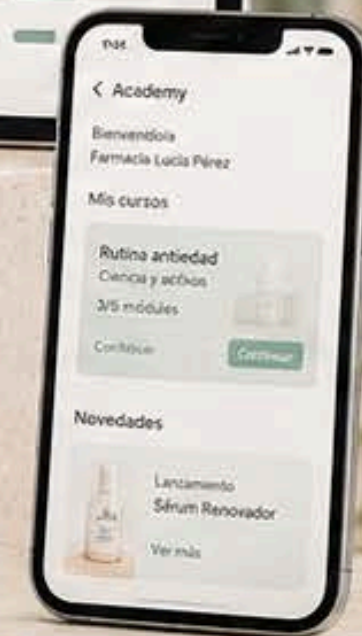 Academy
Farmacia Lucía Pérez
Mis cursos
Rutina antiedad
Ciencia y activos
3/5 módulos
Continuar
Novedades
Lanzamiento
Sérum Renovador
Ver más